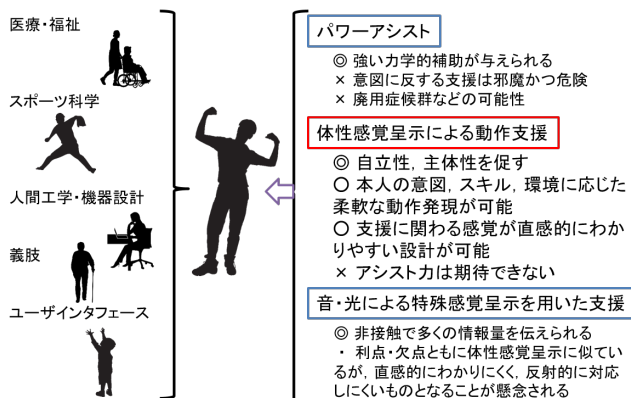 医療・福祉
スポーツ科学
人間工学・機器設計
義肢
ユーザインタフェース
パワーアシスト
◎ 強い力学的補助が与えられる
× 意図に反する支援は邪魔かつ危険
× 廃用症候群などの可能性
体性感覚呈示による動作支援
◎ 自立性, 主体性を促す
○ 本人の意図, スキル, 環境に応じた
柔軟な動作発現が可能
○ 支援に関わる感覚が直感的にわか
りやすい設計が可能
× アシスト力は期待できない
音・光による特殊感覚呈示を用いた支援
◎ 非接触で多くの情報量を伝えられる
・ 利点・欠点ともに体性感覚呈示に似てい
るが, 直感的にわかりにくく, 反射的に対応
しにくいものとなることが懸念される